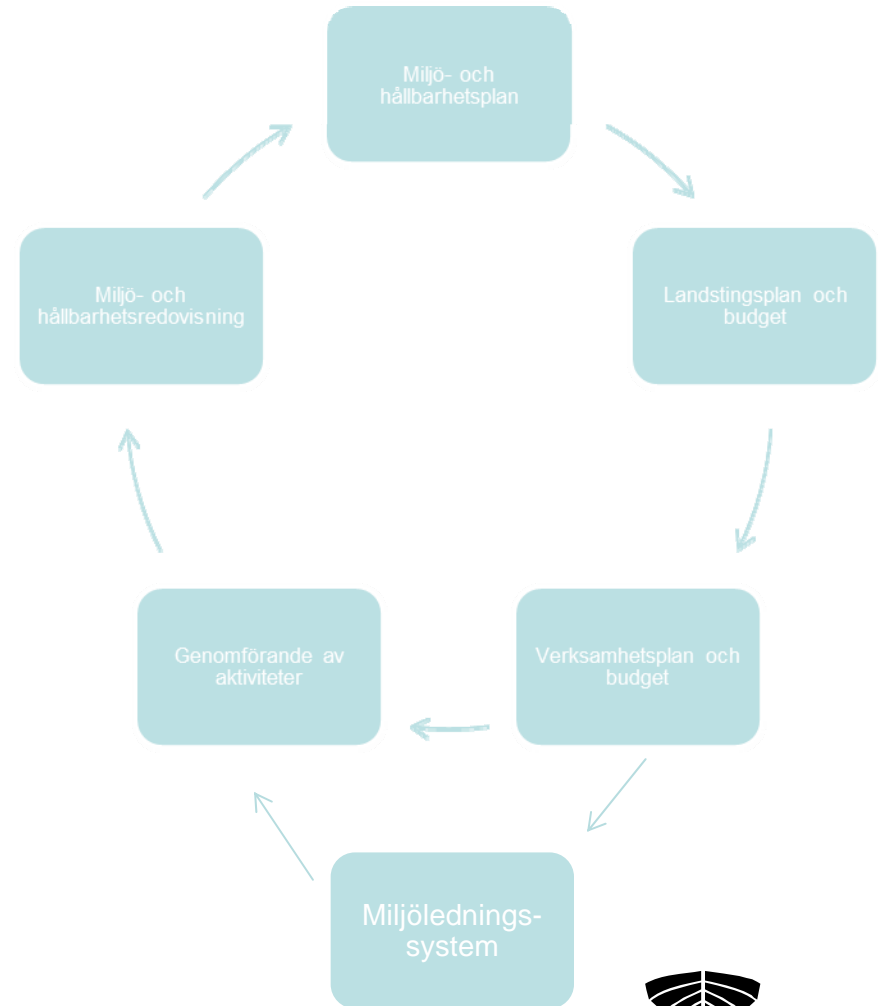 Miljö- och
hållbarhetsplan
Miljö- och
hållbarhetsredovisning
Landstingsplan och
budget
Genomförande av
aktiviteter
Verksamhetsplan och
budget
Miljölednings-
system